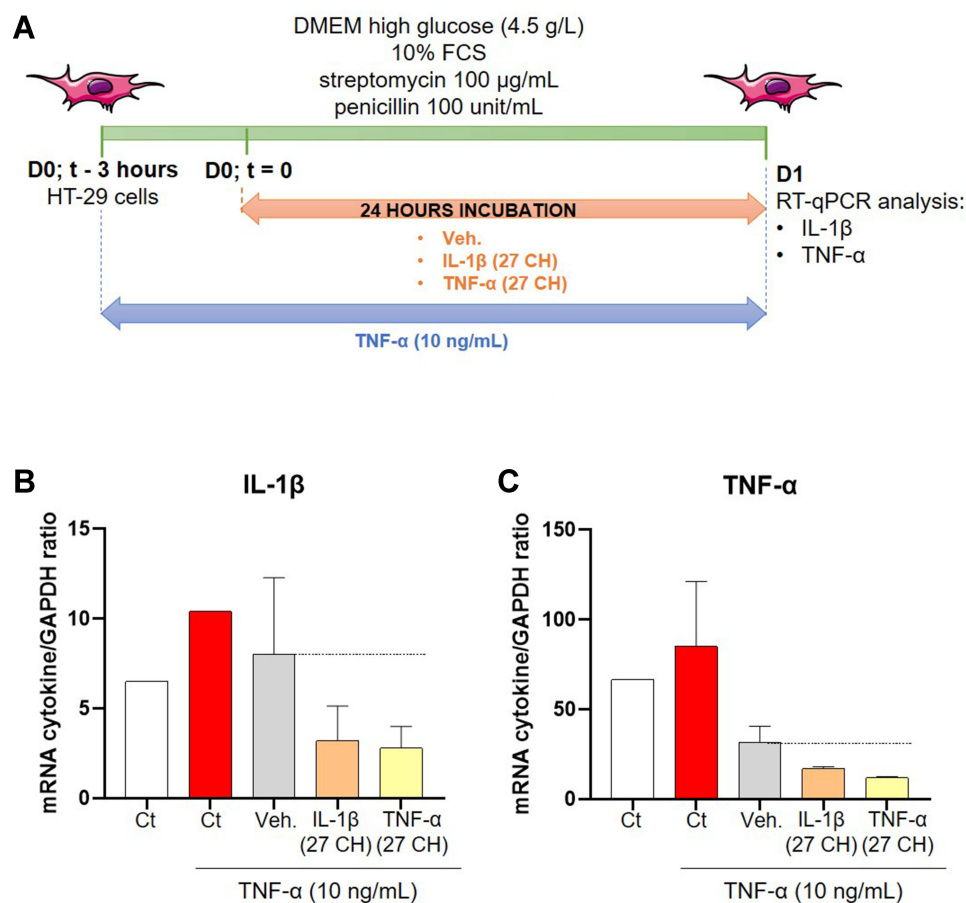 A
DMEM high glucose (4.5 g/L)
10% FCS
streptomycin 100 µg/mL
penicillin 100 unit/mL
D0; t - 3 hours
HT-29 cells
D0; t = 0
24 HOURS INCUBATION
• Veh.
• IL-1β (27 CH)
• TNF-α (27 CH)
D1
RT-qPCR analysis:
• IL-1β
• TNF-α
TNF-α (10 ng/mL)
B
IL-1β
mRNA cytokine/GAPDH ratio
15
10
5
0
Ct
Ct
Veh.
IL-1β
(27 CH)
TNF-α
(27 CH)
TNF-α (10 ng/mL)
C
TNF-α
mRNA cytokine/GAPDH ratio
150
100
50
0
Ct
Ct
Veh.
IL-1β
(27 CH)
TNF-α
(27 CH)
TNF-α (10 ng/mL)